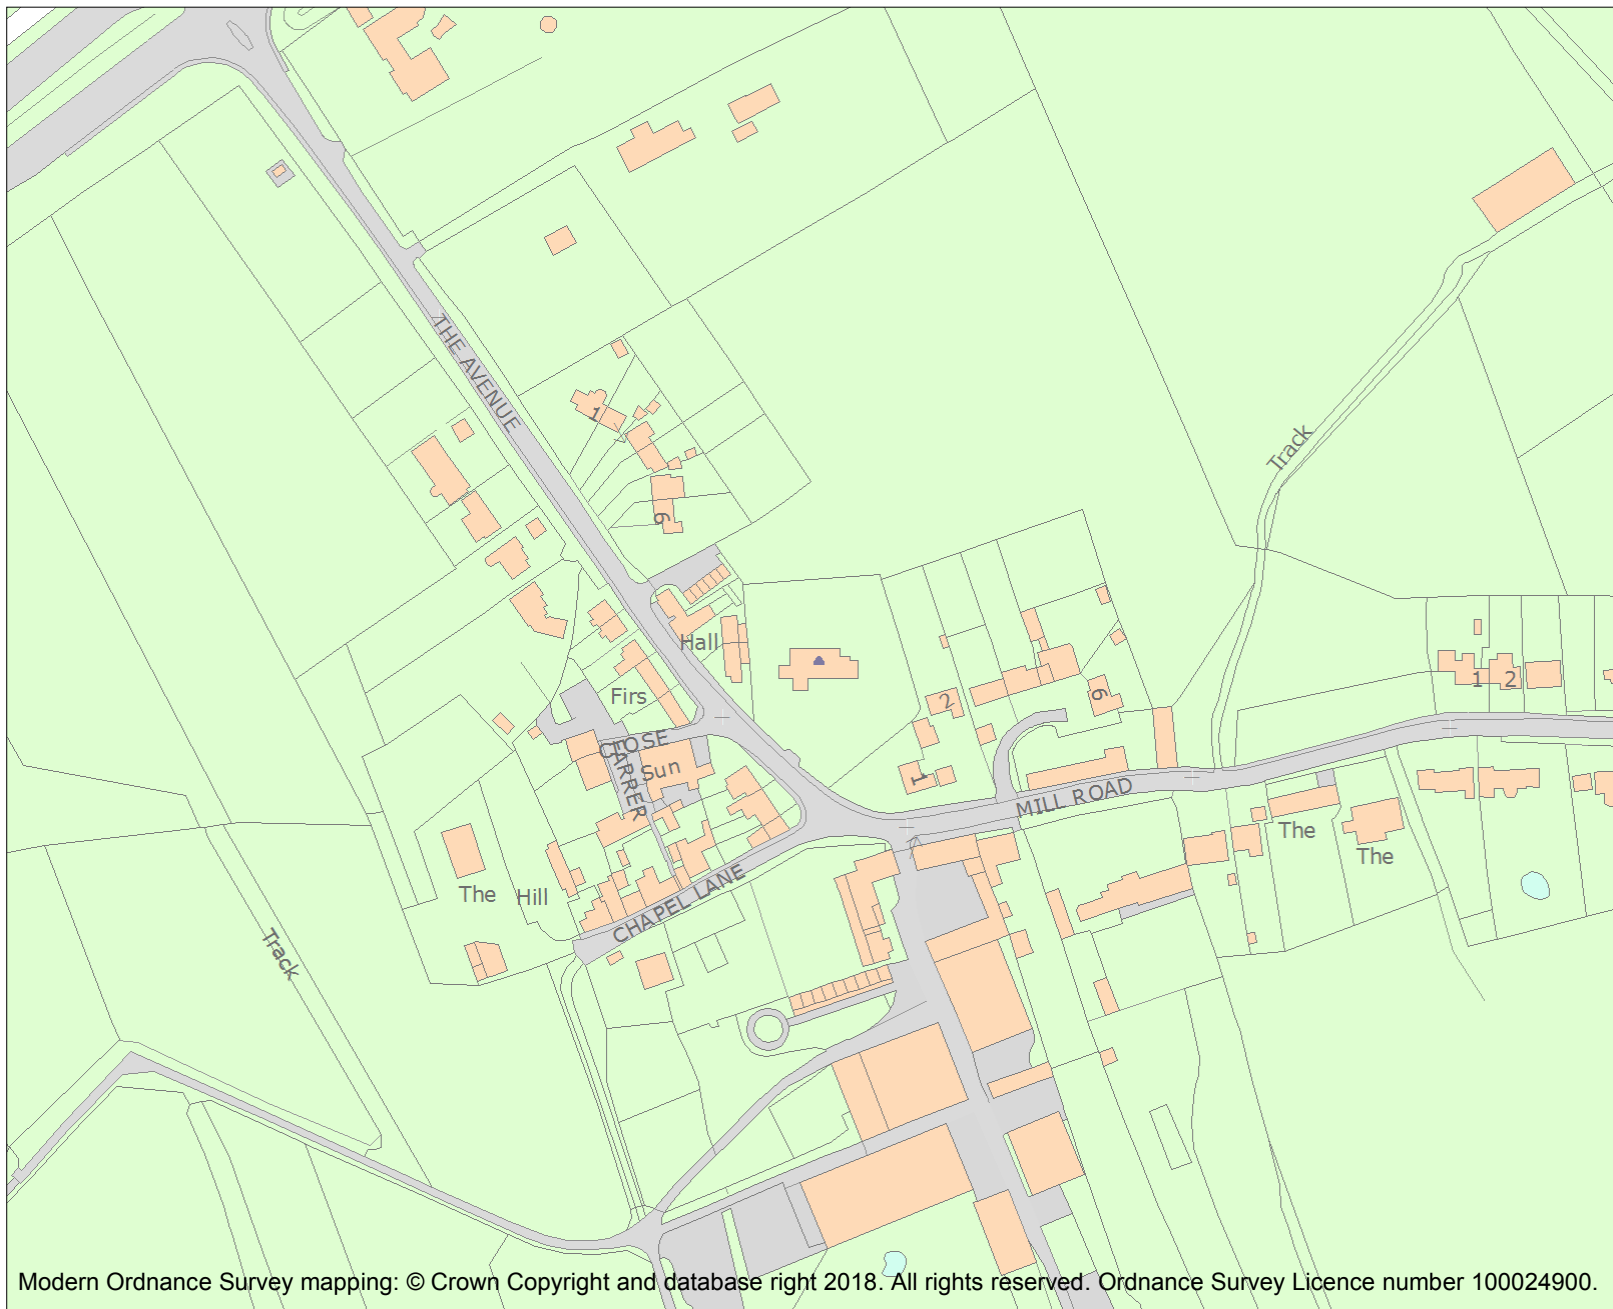 THE AVENUE
1
6
Track
Hall
Firs
CLOSE
FARRER
Sun
2
6
1
MILL ROAD
1 2
The
The
CHAPEL LANE
The Hill
Track
Modern Ordnance Survey mapping: © Crown Copyright and database right 2018. All rights reserved. Ordnance Survey Licence number 100024900.